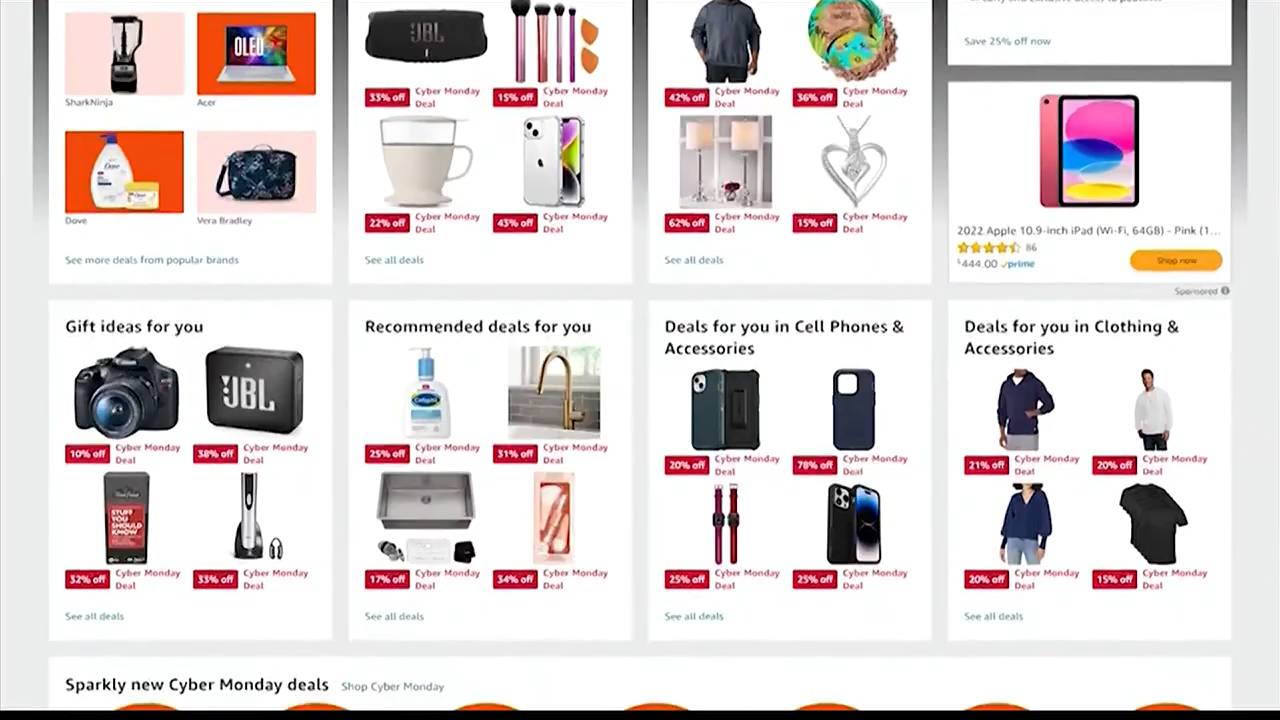 Save 25% off now
OLED
SharkNinja
Acer
JBL
33% off
Cyber Monday
Deal
15% off
Cyber Monday
Deal
42% off
Cyber Monday
Deal
36% off
Cyber Monday
Deal
Dove
Dove
Vera Bradley
22% off
Cyber Monday
Deal
43% off
Cyber Monday
Deal
62% off
Cyber Monday
Deal
15% off
Cyber Monday
Deal
2022 Apple 10.9-inch iPad (Wi-Fi, 64GB) - Pink (1...
86
$444.00 prime
Shop now
See more deals from popular brands
See all deals
See all deals
Sponsored
Gift ideas for you
JBL
10% off
Cyber Monday
Deal
38% off
Cyber Monday
Deal
STUFF
YOU
SHOULD
KNOW
32% off
Cyber Monday
Deal
33% off
Cyber Monday
Deal
See all deals
Recommended deals for you
Cetaphil
25% off
Cyber Monday
Deal
31% off
Cyber Monday
Deal
17% off
Cyber Monday
Deal
34% off
Cyber Monday
Deal
See all deals
Deals for you in Cell Phones &
Accessories
20% off
Cyber Monday
Deal
78% off
Cyber Monday
Deal
25% off
Cyber Monday
Deal
25% off
Cyber Monday
Deal
See all deals
Deals for you in Clothing &
Accessories
21% off
Cyber Monday
Deal
20% off
Cyber Monday
Deal
20% off
Cyber Monday
Deal
15% off
Cyber Monday
Deal
See all deals
Sparkly new Cyber Monday deals Shop Cyber Monday